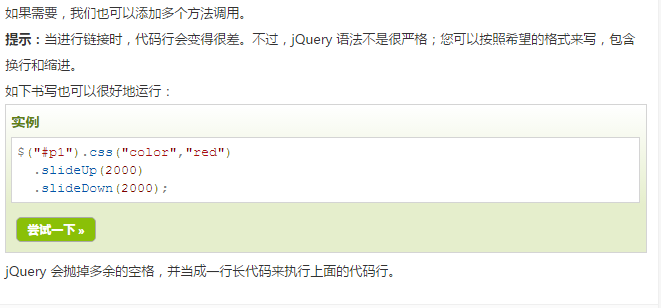 如果需要，我们也可以添加多个方法调用。
提示：当进行链接时，代码行会变得很差。不过，jQuery 语法不是很严格；您可以按照希望的格式来写，包含
换行和缩进。
如下书写也可以很好地运行：
实例
$("#p1").css("color","red")
  .slideUp(2000)
  .slideDown(2000);
尝试一下 »
jQuery 会抛掉多余的空格，并当成一行长代码来执行上面的代码行。